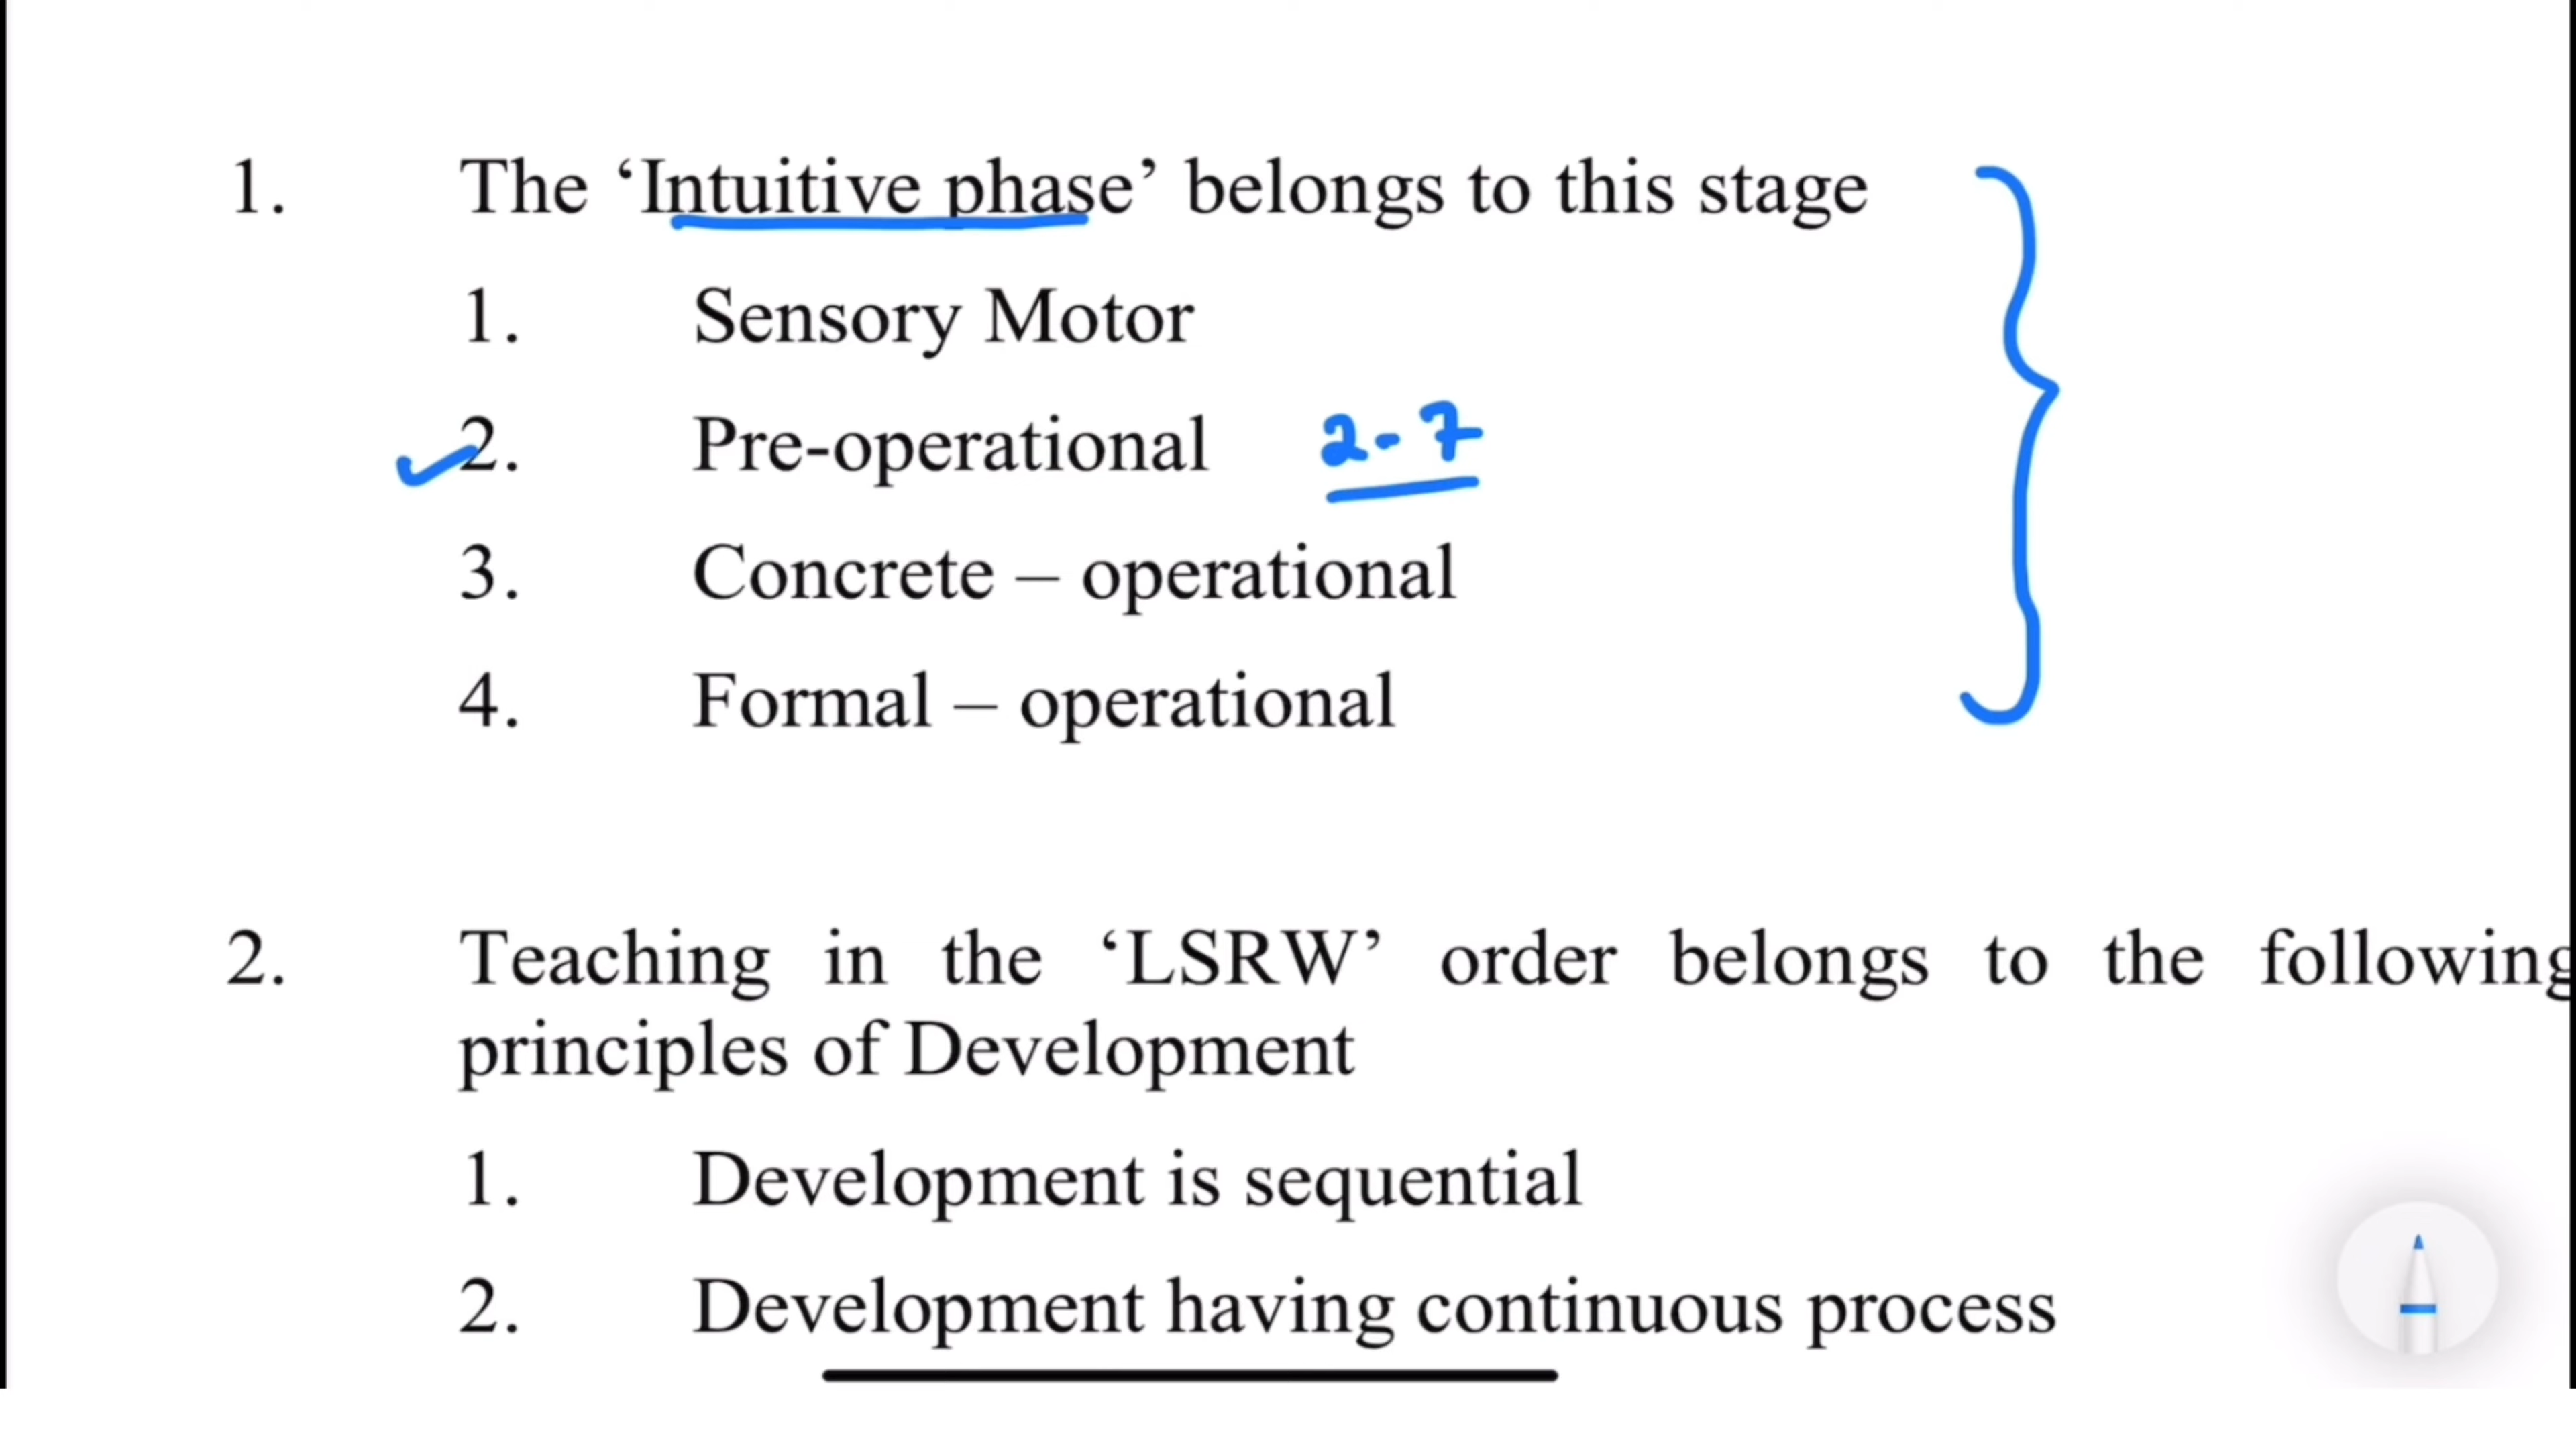 1. The ‘Intuitive phase’ belongs to this stage
1. Sensory Motor
2. Pre-operational 2-7
3. Concrete – operational
4. Formal – operational
2. Teaching in the ‘LSRW’ order belongs to the following
principles of Development
1. Development is sequential
2. Development having continuous process